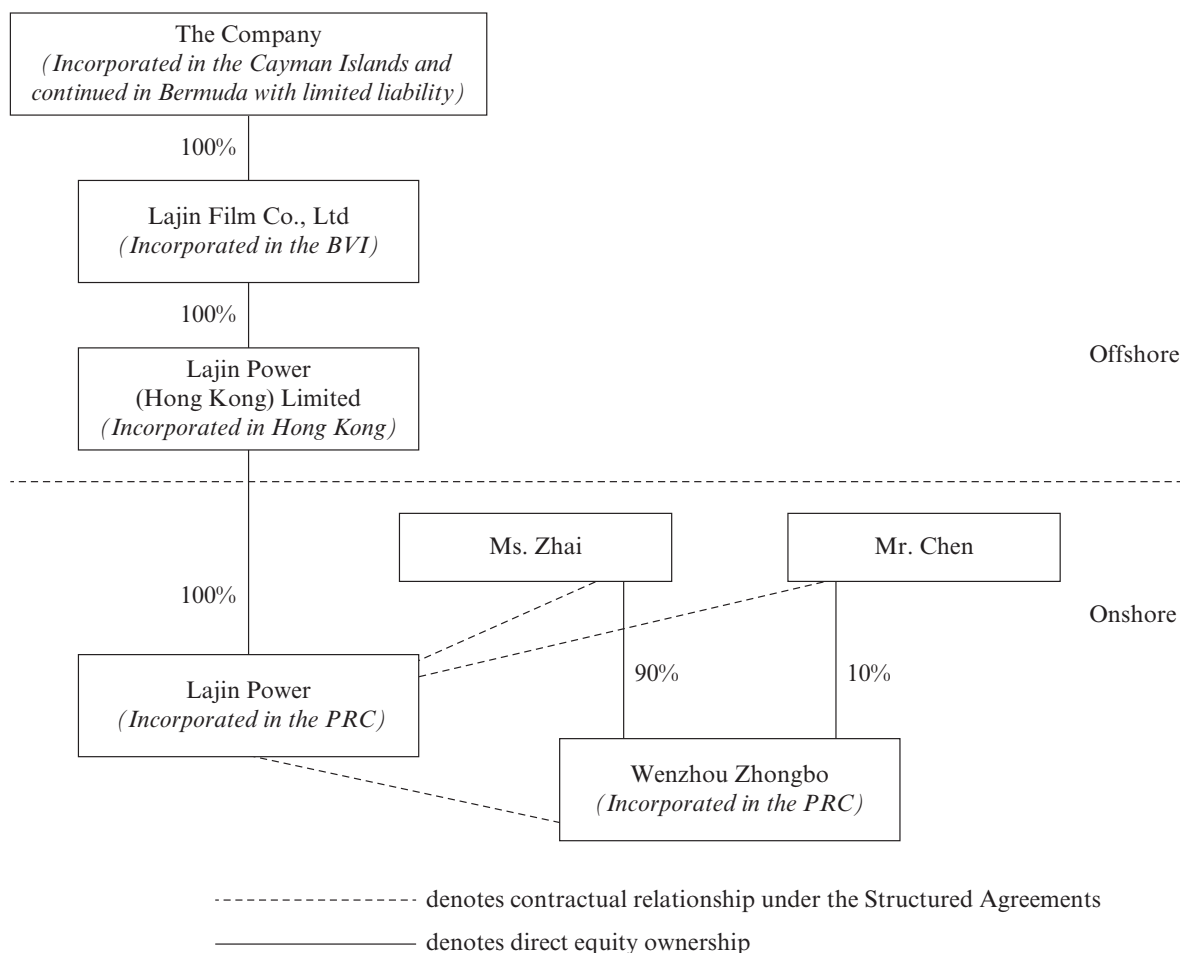 The Company
(Incorporated in the Cayman Islands and
continued in Bermuda with limited liability)
100%
Lajin Film Co., Ltd
(Incorporated in the BVI)
100%
Lajin Power
(Hong Kong) Limited
(Incorporated in Hong Kong)
Offshore
Ms. Zhai
Mr. Chen
100%
Onshore
Lajin Power
(Incorporated in the PRC)
90%
10%
Wenzhou Zhongbo
(Incorporated in the PRC)
denotes contractual relationship under the Structured Agreements
denotes direct equity ownership